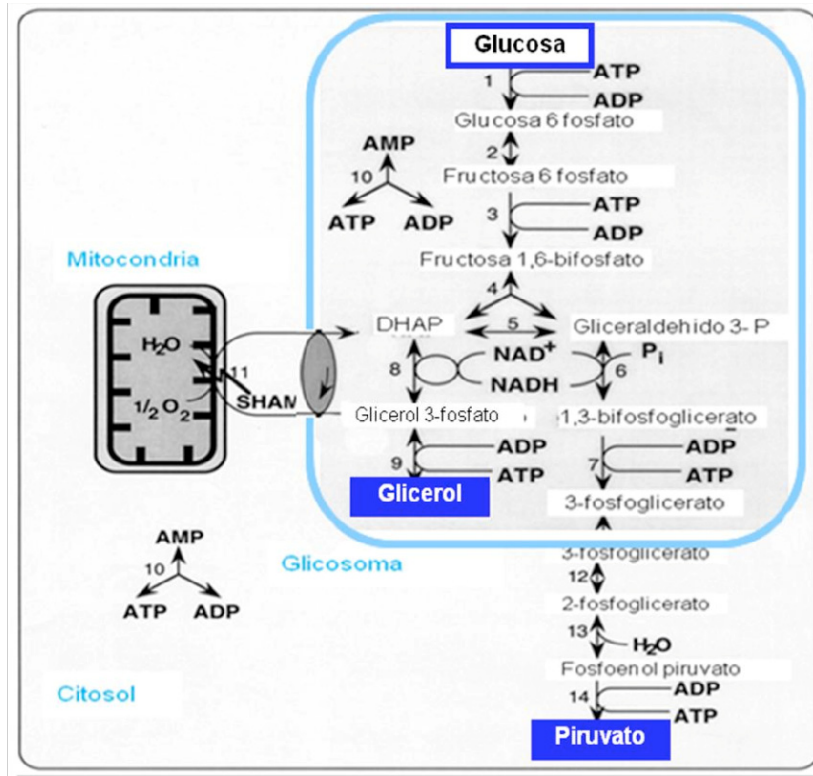 Glucosa
1
ATP
ADP
Glucosa 6 fosfato
2
AMP
10
ATP ADP
Fructosa 6 fosfato
3
ATP
ADP
Fructosa 1,6-bifosfato
4
Mitocondria
DHAP
5
Gliceraldehido 3- P
H₂O
11
SHAM
1/2 O₂
8
NAD⁺
NADH
6
Pᵢ
Glicerol 3-fosfato
1,3-bifosfoglicerato
9
ADP
ATP
7
ADP
ATP
Glicerol
3-fosfoglicerato
Glicosoma
AMP
10
ATP ADP
3-fosfoglicerato
12
2-fosfoglicerato
13
H₂O
Fosfoenol piruvato
14
ADP
ATP
Piruvato
Citosol